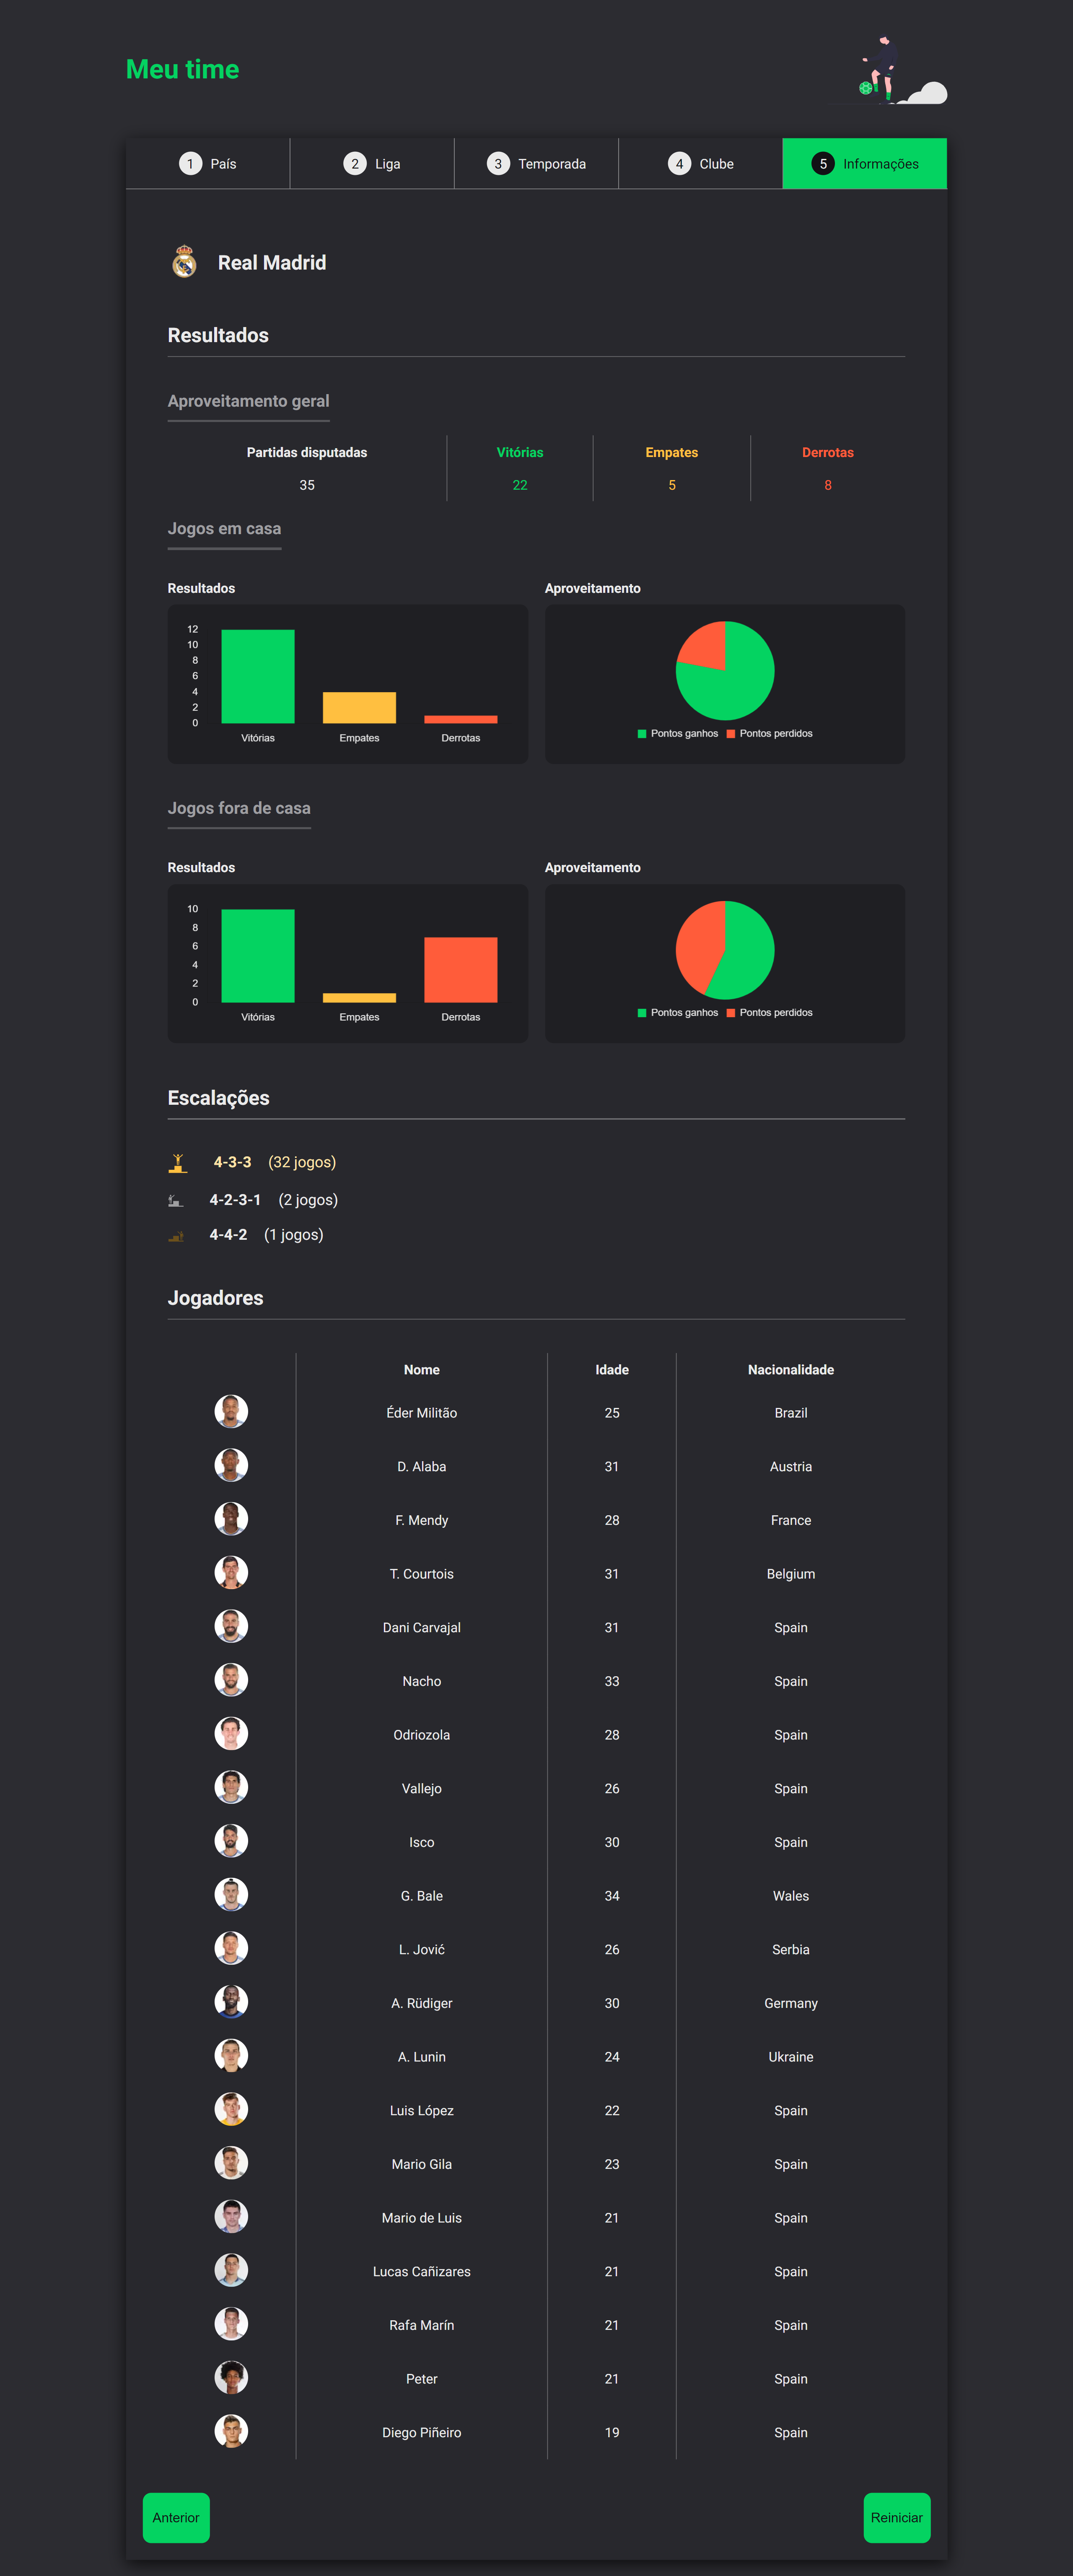 Meu time
1 País 2 Liga 3 Temporada 4 Clube 5 Informações
Real Madrid
Resultados
Aproveitamento geral
Partidas disputadas Vitórias Empates Derrotas
35 22 5 8
Jogos em casa
Resultados
12
10
8
6
4
2
0
Vitórias Empates Derrotas
Aproveitamento
Pontos ganhos Pontos perdidos
Jogos fora de casa
Resultados
10
8
6
4
2
0
Vitórias Empates Derrotas
Aproveitamento
Pontos ganhos Pontos perdidos
Escalações
4-3-3 (32 jogos)
4-2-3-1 (2 jogos)
4-4-2 (1 jogos)
Jogadores
Nome Idade Nacionalidade
Éder Militão 25 Brazil
D. Alaba 31 Austria
F. Mendy 28 France
T. Courtois 31 Belgium
Dani Carvajal 31 Spain
Nacho 33 Spain
Odriozola 28 Spain
Vallejo 26 Spain
Isco 30 Spain
G. Bale 34 Wales
L. Jović 26 Serbia
A. Rüdiger 30 Germany
A. Lunin 24 Ukraine
Luis López 22 Spain
Mario Gila 23 Spain
Mario de Luis 21 Spain
Lucas Cañizares 21 Spain
Rafa Marín 21 Spain
Peter 21 Spain
Diego Piñeiro 19 Spain
Anterior Reiniciar